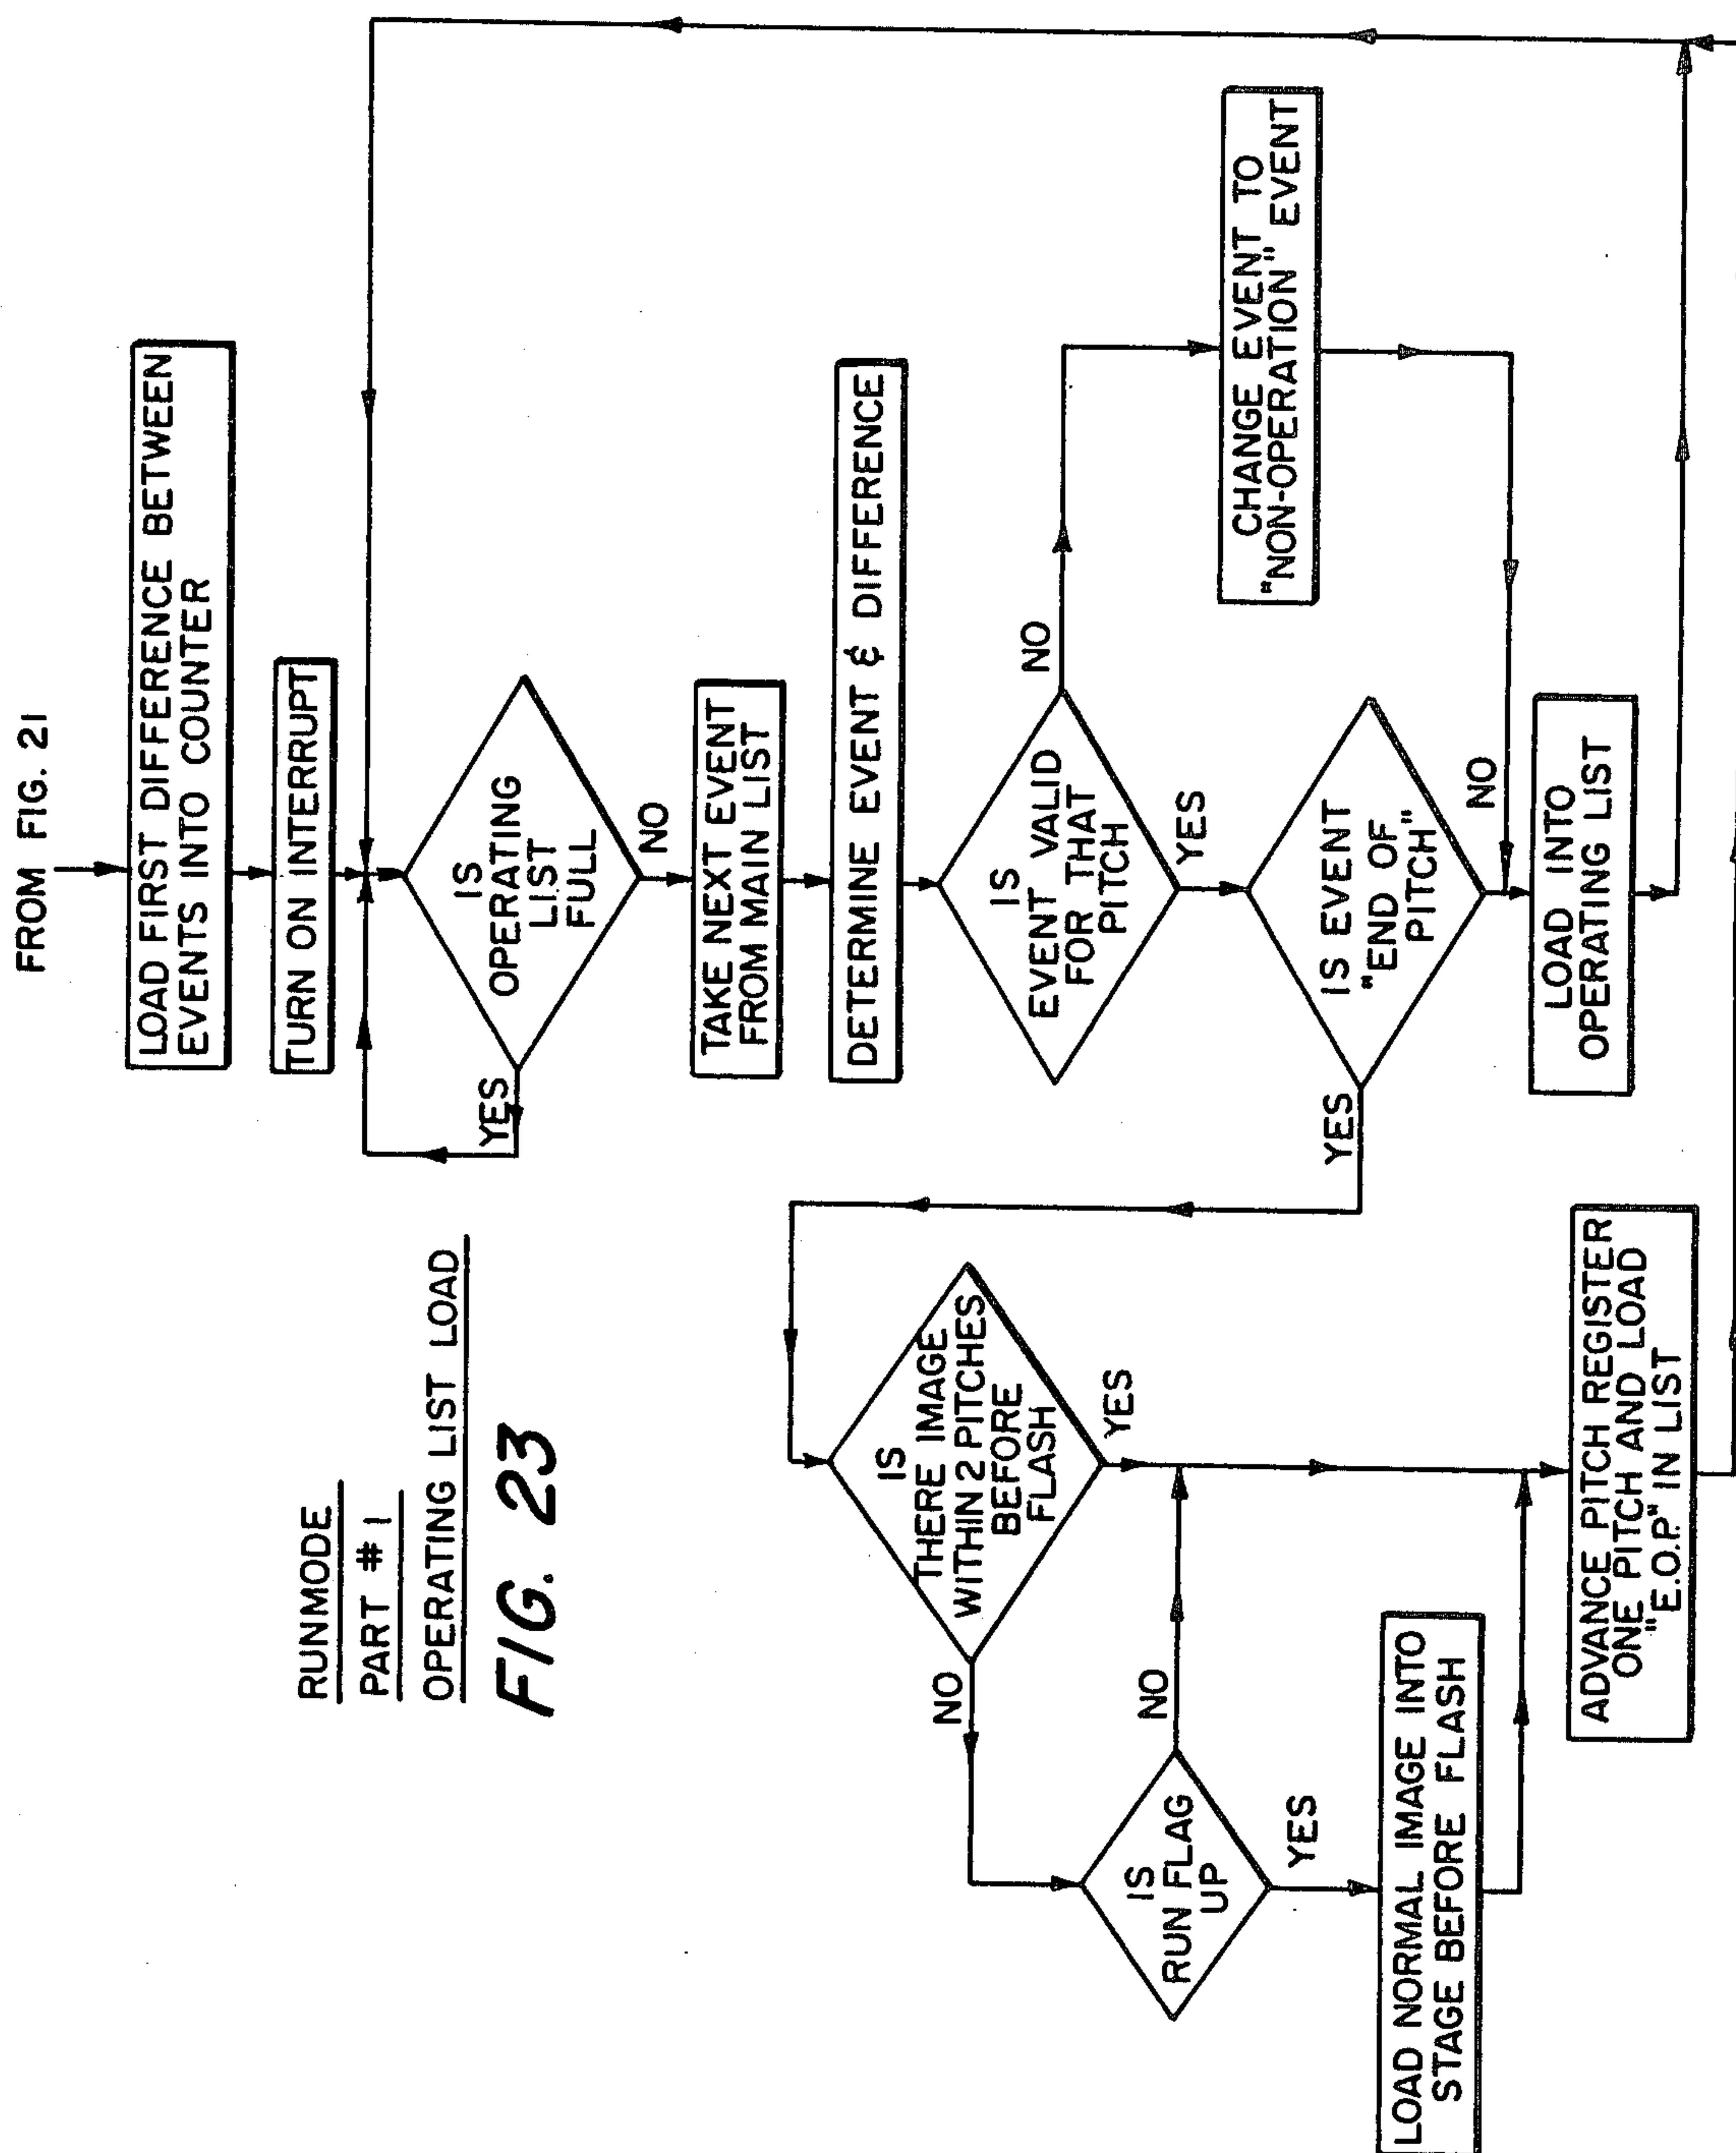 FROM FIG. 21
LOAD FIRST DIFFERENCE BETWEEN
EVENTS INTO COUNTER
TURN ON INTERRUPT
IS
OPERATING
LIST
FULL
YES
NO
TAKE NEXT EVENT
FROM MAIN LIST
DETERMINE EVENT & DIFFERENCE
IS
EVENT VALID
FOR THAT
PITCH
NO
YES
CHANGE EVENT TO
"NON-OPERATION" EVENT
IS EVENT
"END OF
PITCH"
YES
NO
LOAD INTO
OPERATING LIST
RUNMODE
PART # 1
OPERATING LIST LOAD
FIG. 23
IS
THERE IMAGE
WITHIN 2 PITCHES
BEFORE
FLASH
NO
YES
IS
RUN FLAG
UP
NO
YES
LOAD NORMAL IMAGE INTO
STAGE BEFORE FLASH
ADVANCE PITCH REGISTER
ONE PITCH AND LOAD
"E.O.P." IN LIST